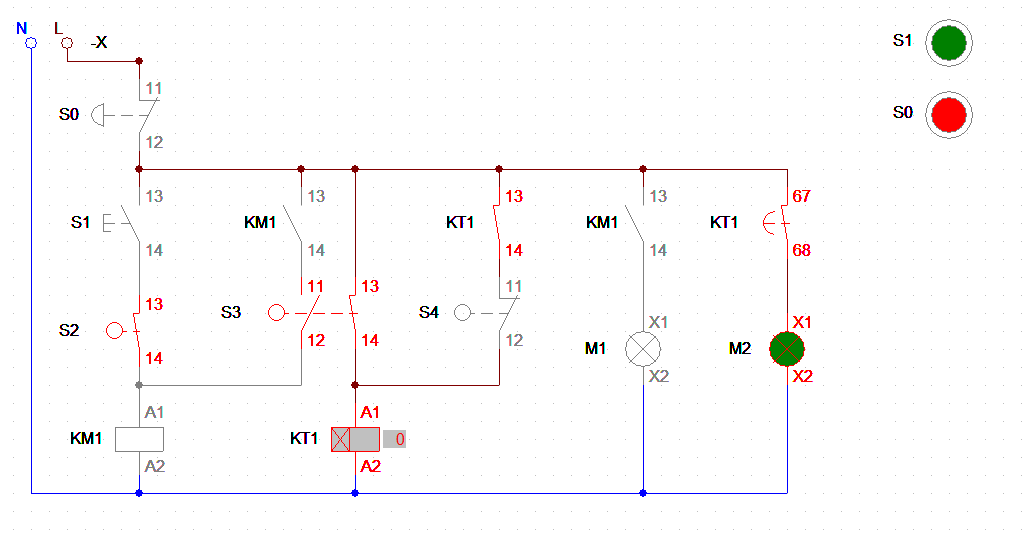 N L -X
S1
11
S0
S0
12
13 13 13 13 67
S1 KM1 KT1 KM1 KT1
14 14 14 14 68
11 13 11
13
S3 S4
S2
12 14 12
14
X1 X1
M1 M2
X2 X2
A1 A1
KM1 KT1 0
A2 A2